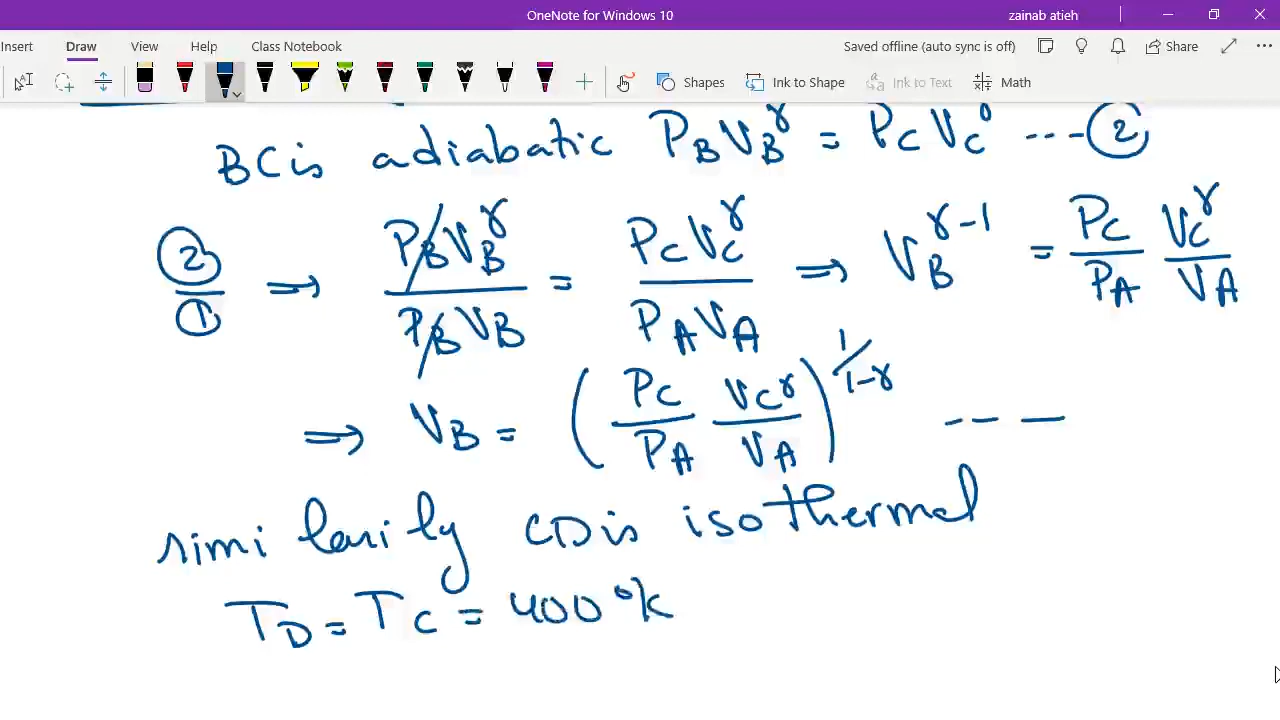 OneNote for Windows 10 zainab atieh
Insert Draw View Help Class Notebook Saved offline (auto sync is off) Share
Shapes Ink to Shape Ink to Text Math
BC is adiabatic P_B V_B^γ = P_C V_C^γ ---- ②
②/① ⟹ P_B V_B^γ / P_B V_B = P_C V_C^γ / P_A V_A ⟹ V_B^(γ-1) = P_C/P_A V_C^γ/V_A
⟹ V_B = (P_C/P_A V_C^γ/V_A)^(1/1-γ) -- —
similarily CD is isothermal
T_D = T_C = 400 °K